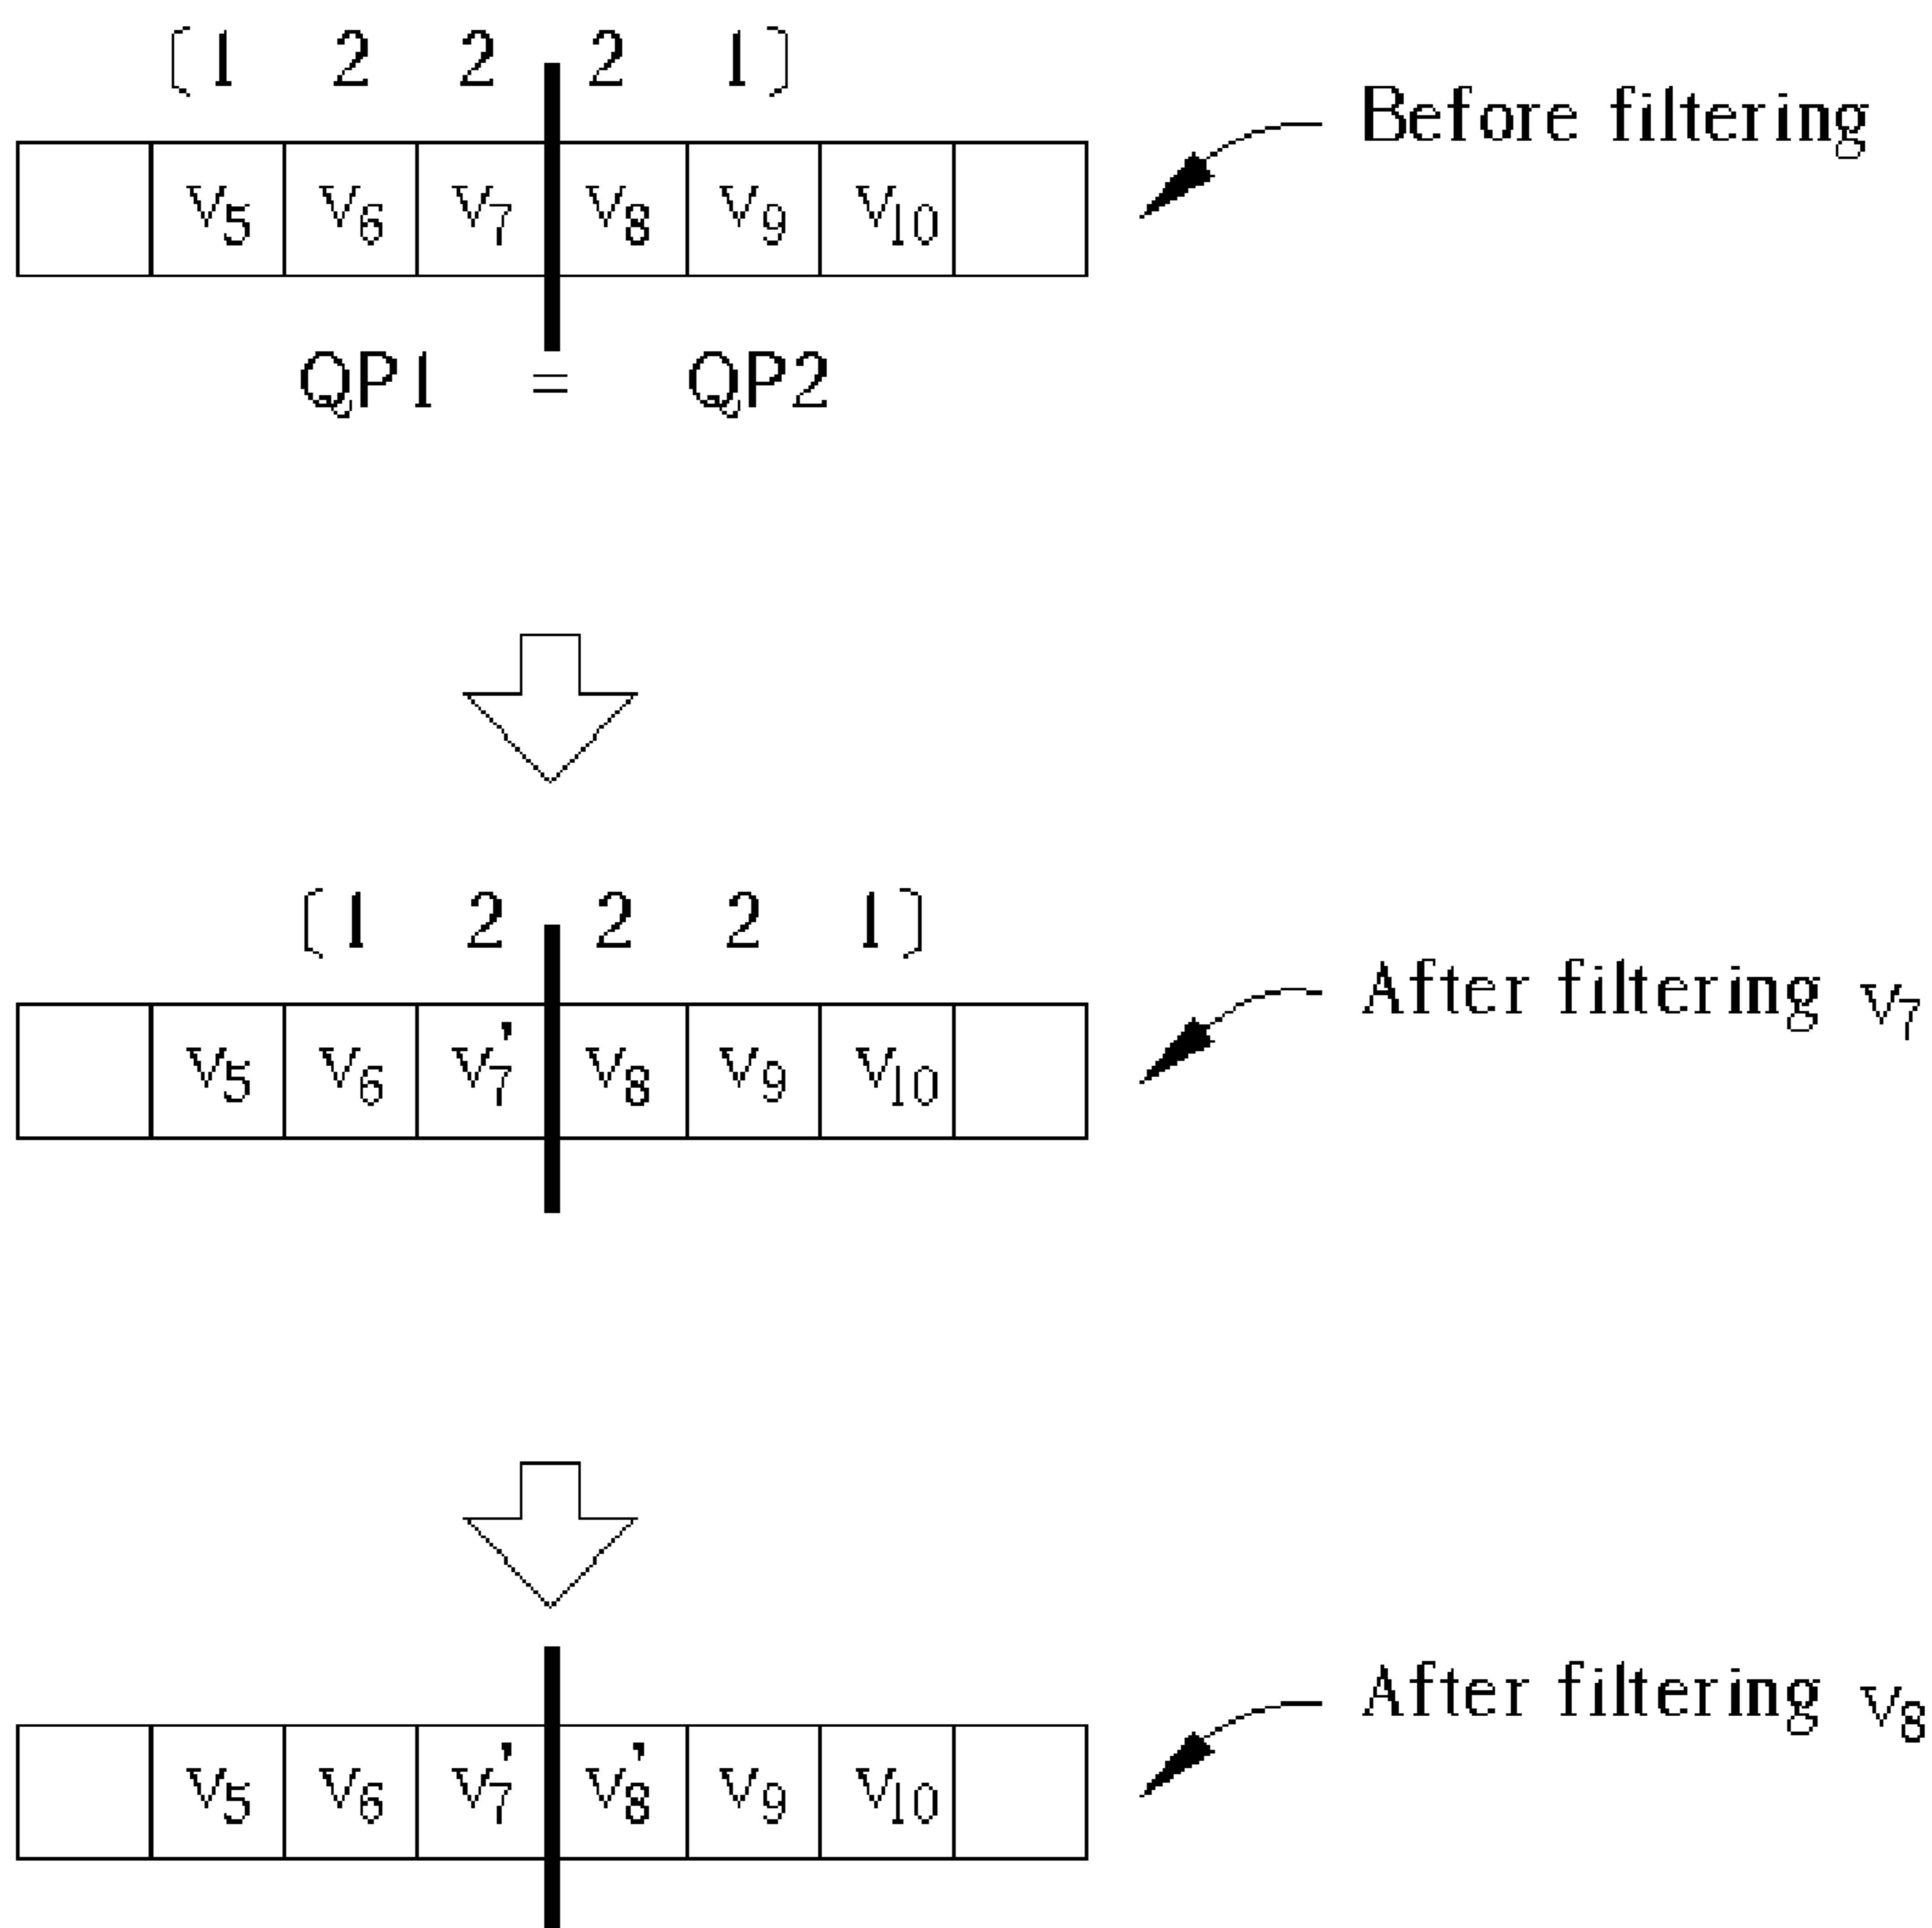 (1 2 2 2 1)
Before filtering
v5 v6 v7 v8 v9 v10
QP1 = QP2
(1 2 2 2 1)
After filtering v7
v5 v6 v7' v8 v9 v10
After filtering v8
v5 v6 v7' v8' v9 v10